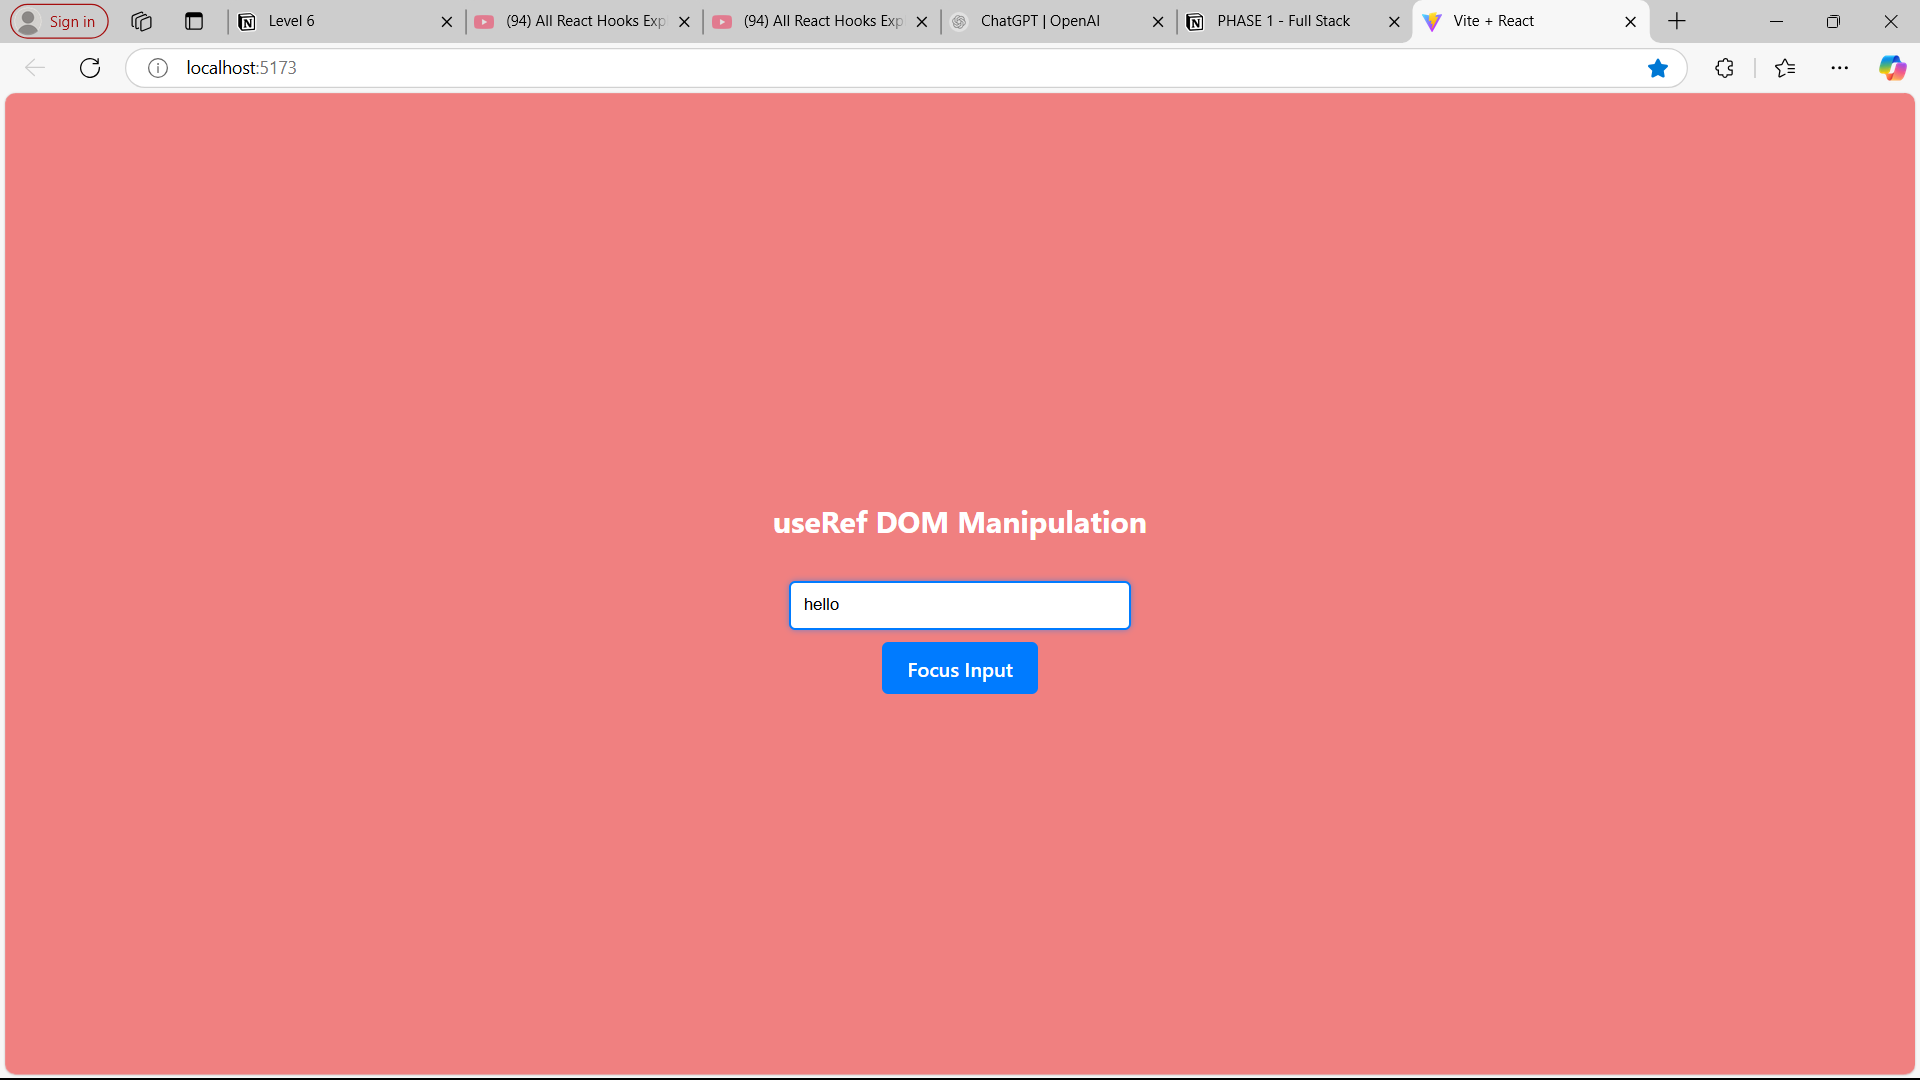 Sign in
Level 6
(94) All React Hooks Exp
(94) All React Hooks Exp
ChatGPT | OpenAI
PHASE 1 - Full Stack
Vite + React
localhost:5173
useRef DOM Manipulation
hello
Focus Input